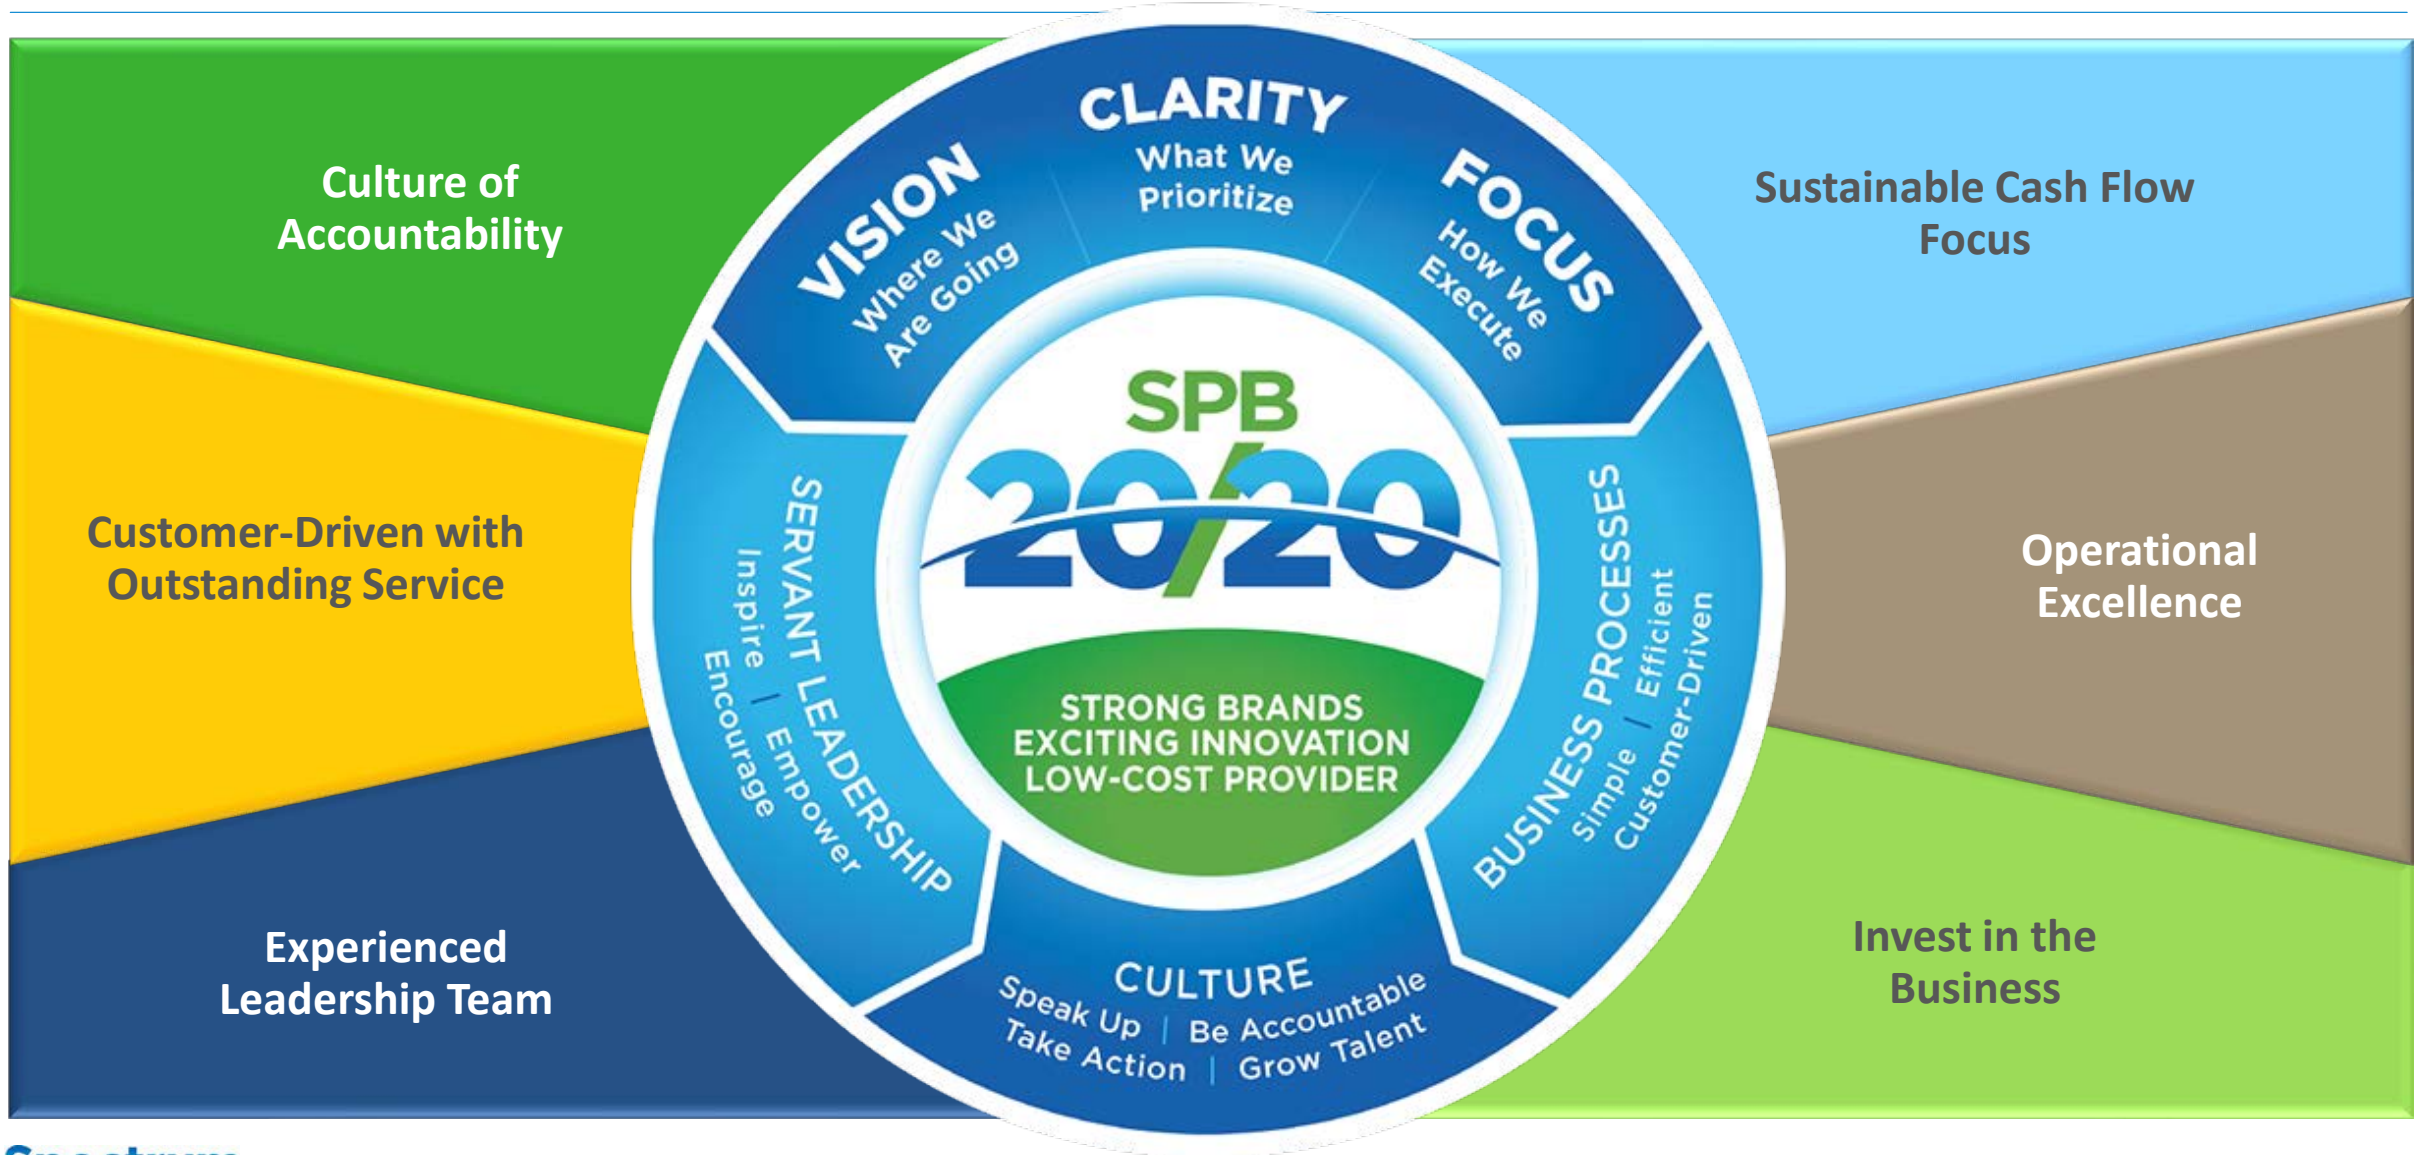 Culture of
Accountability
Customer-Driven with
Outstanding Service
Experienced
Leadership Team
VISION
Where We
Are Going
CLARITY
What We
Prioritize
FOCUS
How We
Execute
SERVANT LEADERSHIP
Inspire | Empower
Encourage
SPB
20/20
STRONG BRANDS
EXCITING INNOVATION
LOW-COST PROVIDER
BUSINESS PROCESSES
Simple | Efficient
Customer-Driven
CULTURE
Speak Up | Be Accountable
Take Action | Grow Talent
Sustainable Cash Flow
Focus
Operational
Excellence
Invest in the
Business